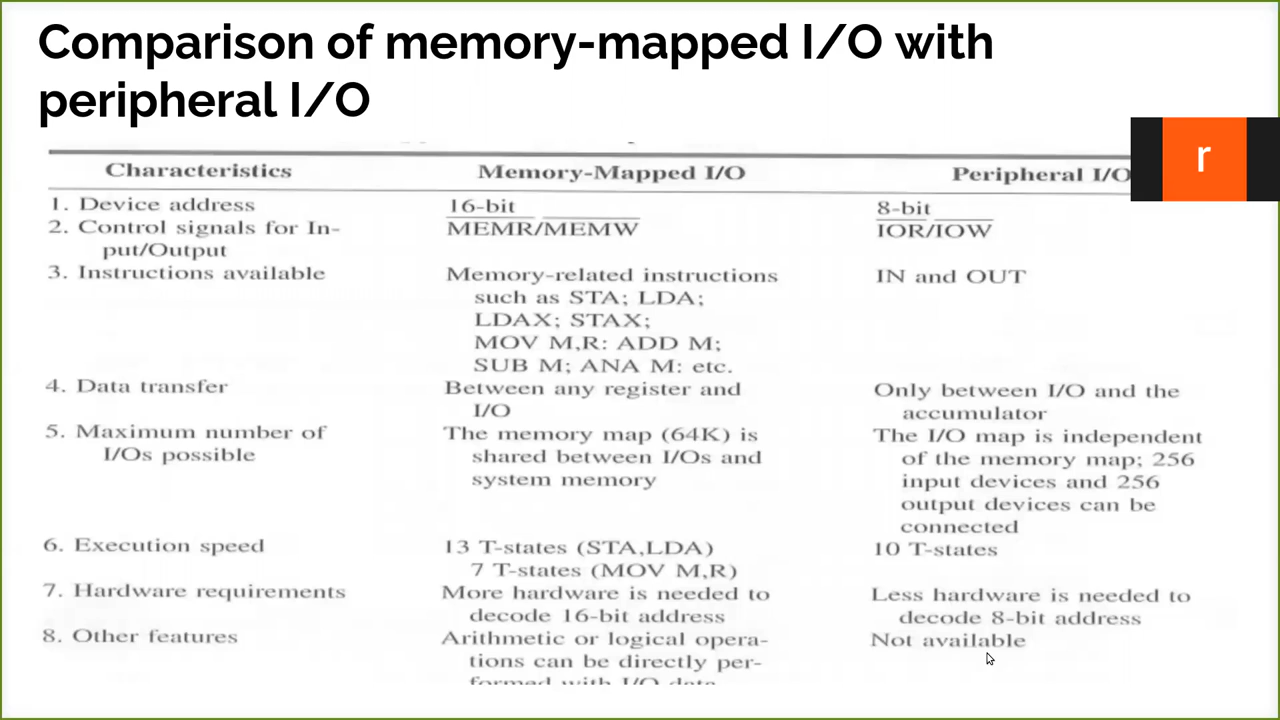 Comparison of memory-mapped I/O with
peripheral I/O
r
Characteristics Memory-Mapped I/O Peripheral I/O
1. Device address 16-bit 8-bit
2. Control signals for In- MEMR/MEMW IOR/IOW
put/Output
3. Instructions available Memory-related instructions IN and OUT
such as STA; LDA;
LDAX; STAX;
MOV M,R: ADD M;
SUB M; ANA M: etc.
4. Data transfer Between any register and Only between I/O and the
I/O accumulator
5. Maximum number of The memory map (64K) is The I/O map is independent
I/Os possible shared between I/Os and of the memory map; 256
system memory input devices and 256
output devices can be
connected
6. Execution speed 13 T-states (STA,LDA) 10 T-states
7 T-states (MOV M,R)
7. Hardware requirements More hardware is needed to Less hardware is needed to
decode 16-bit address decode 8-bit address
8. Other features Arithmetic or logical opera- Not available
tions can be directly per-
formed with I/O data